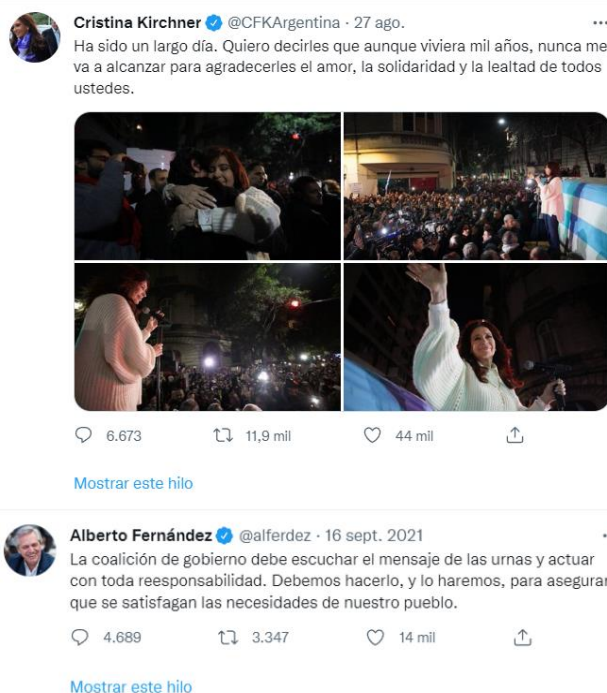 Cristina Kirchner @CFKArgentina · 27 ago.
Ha sido un largo día. Quiero decirles que aunque viviera mil años, nunca me
va a alcanzar para agradecerles el amor, la solidaridad y la lealtad de todos
ustedes.
6.673 11,9 mil 44 mil
Mostrar este hilo
Alberto Fernández @alferdez · 16 sept. 2021
La coalición de gobierno debe escuchar el mensaje de las urnas y actuar
con toda reesponsabilidad. Debemos hacerlo, y lo haremos, para asegurar
que se satisfagan las necesidades de nuestro pueblo.
4.689 3.347 14 mil
Mostrar este hilo